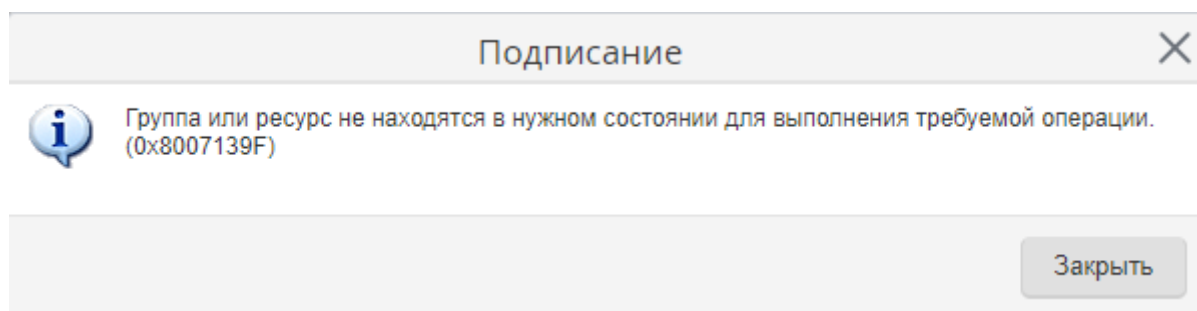 Подписание
Группа или ресурс не находятся в нужном состоянии для выполнения требуемой операции.
(0x8007139F)
Закрыть